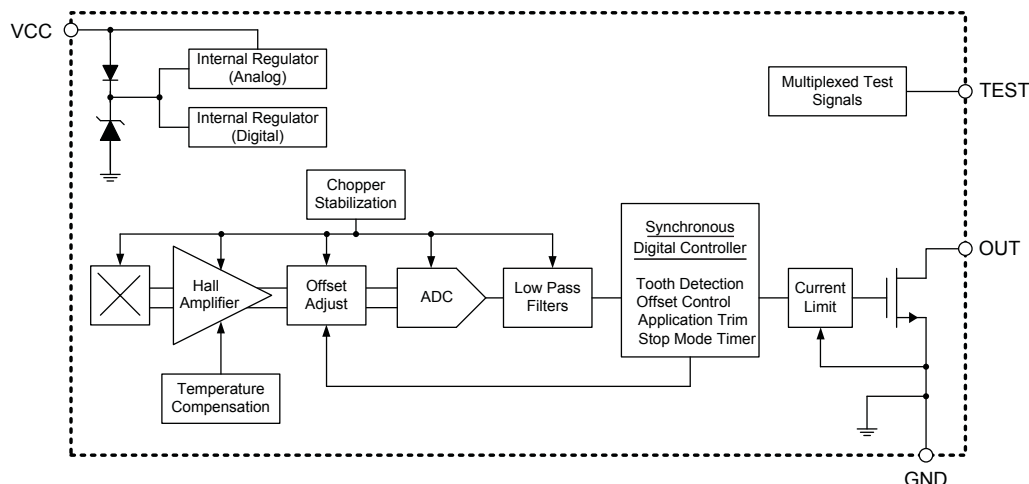 VCC
Internal Regulator
(Analog)
Internal Regulator
(Digital)
Multiplexed Test
Signals
TEST
Chopper
Stabilization
Hall
Amplifier
Offset
Adjust
ADC
Low Pass
Filters
Synchronous
Digital Controller
Tooth Detection
Offset Control
Application Trim
Stop Mode Timer
Current
Limit
OUT
Temperature
Compensation
GND